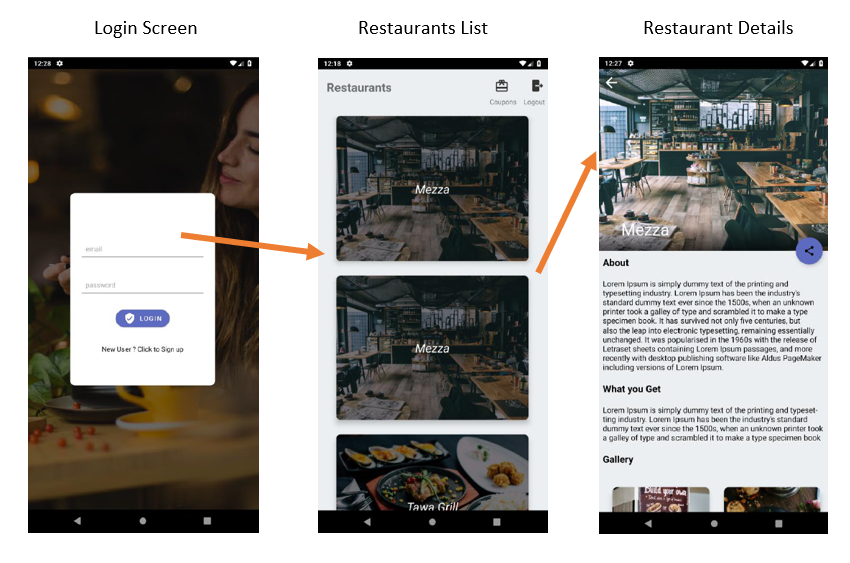 Login Screen
Restaurants List
Restaurant Details
12:28
email
password
LOGIN
New User ? Click to Sign up
12:18
Restaurants
Coupons
Logout
Mezza
Mezza
Tawa Grill
12:27
Mezza
About
Lorem Ipsum is simply dummy text of the printing and
typesetting industry. Lorem Ipsum has been the industry's
standard dummy text ever since the 1500s, when an unknown
printer took a galley of type and scrambled it to make a type
specimen book. It has survived not only five centuries, but
also the leap into electronic typesetting, remaining essentially
unchanged. It was popularised in the 1960s with the release of
Letraset sheets containing Lorem Ipsum passages, and more
recently with desktop publishing software like Aldus PageMaker
including versions of Lorem Ipsum.
What you Get
Lorem Ipsum is simply dummy text of the printing and typeset-
ting industry. Lorem Ipsum has been the industry's standard
dummy text ever since the 1500s, when an unknown printer took
a galley of type and scrambled it to make a type specimen book
Gallery
Build your own